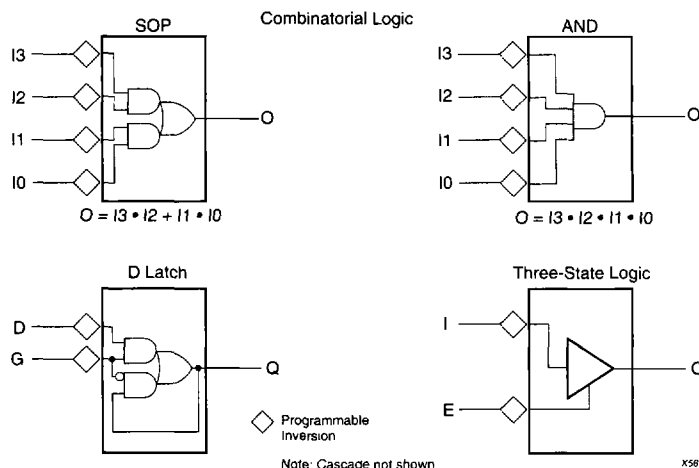 Combinatorial Logic
SOP
I3
I2
I1
I0
O
O = I3 • I2 + I1 • I0
AND
I3
I2
I1
I0
O
O = I3 • I2 • I1 • I0
D Latch
D
G
Q
Programmable
Inversion
Three-State Logic
I
E
Note: Cascade not shown